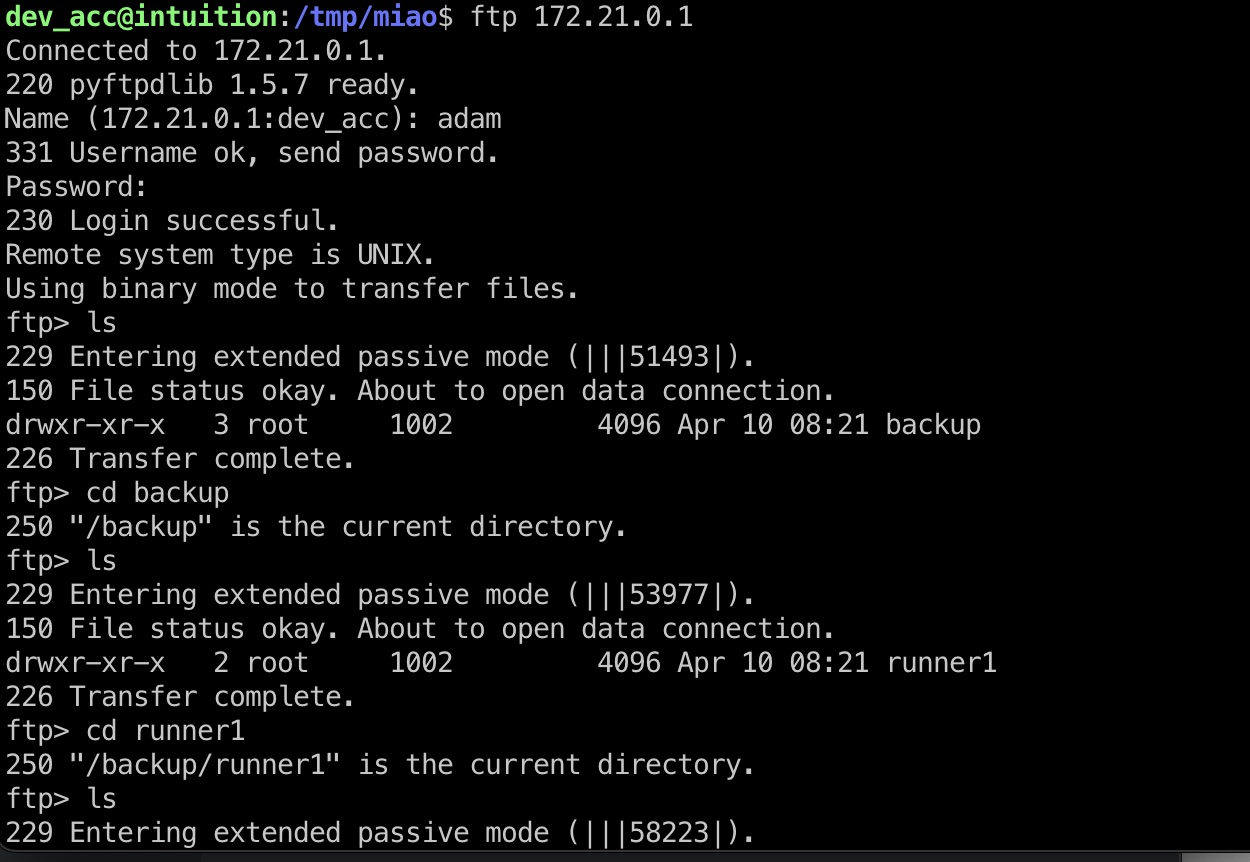 dev_acc@intuition:/tmp/miao$ ftp 172.21.0.1
Connected to 172.21.0.1.
220 pyftpdlib 1.5.7 ready.
Name (172.21.0.1:dev_acc): adam
331 Username ok, send password.
Password:
230 Login successful.
Remote system type is UNIX.
Using binary mode to transfer files.
ftp> ls
229 Entering extended passive mode (|||51493|).
150 File status okay. About to open data connection.
drwxr-xr-x   3 root     1002         4096 Apr 10 08:21 backup
226 Transfer complete.
ftp> cd backup
250 "/backup" is the current directory.
ftp> ls
229 Entering extended passive mode (|||53977|).
150 File status okay. About to open data connection.
drwxr-xr-x   2 root     1002         4096 Apr 10 08:21 runner1
226 Transfer complete.
ftp> cd runner1
250 "/backup/runner1" is the current directory.
ftp> ls
229 Entering extended passive mode (|||58223|).